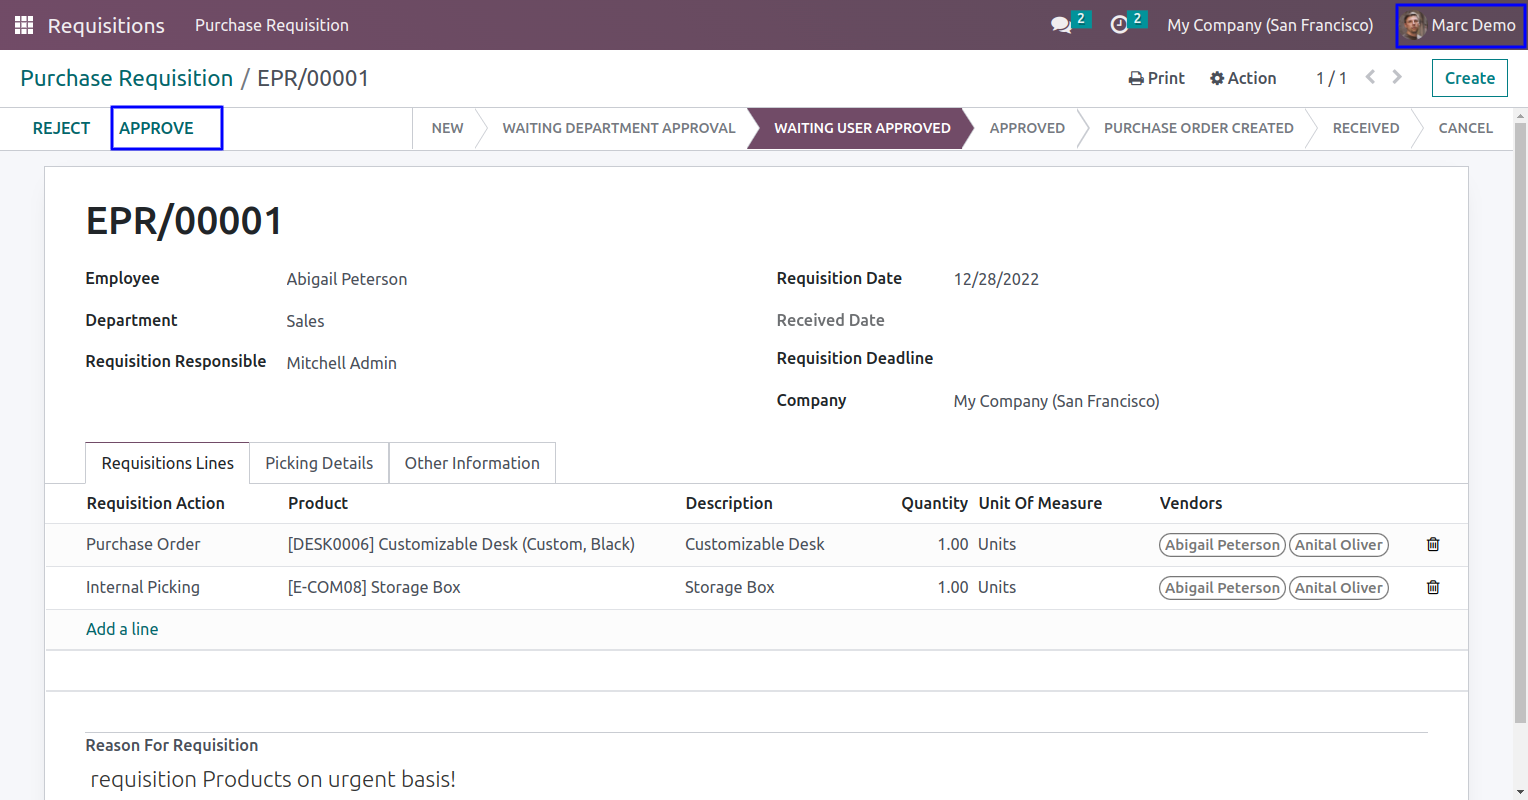 Requisitions Purchase Requisition 2 2 My Company (San Francisco) Marc Demo
Purchase Requisition / EPR/00001 Print Action 1 / 1 Create
REJECT APPROVE NEW WAITING DEPARTMENT APPROVAL WAITING USER APPROVED APPROVED PURCHASE ORDER CREATED RECEIVED CANCEL
EPR/00001
Employee Abigail Peterson Requisition Date 12/28/2022
Department Sales Received Date
Requisition Responsible Mitchell Admin Requisition Deadline
Company My Company (San Francisco)
Requisitions Lines Picking Details Other Information
Requisition Action Product Description Quantity Unit Of Measure Vendors
Purchase Order [DESK0006] Customizable Desk (Custom, Black) Customizable Desk 1.00 Units Abigail Peterson Anital Oliver
Internal Picking [E-COM08] Storage Box Storage Box 1.00 Units Abigail Peterson Anital Oliver
Add a line
Reason For Requisition
requisition Products on urgent basis!